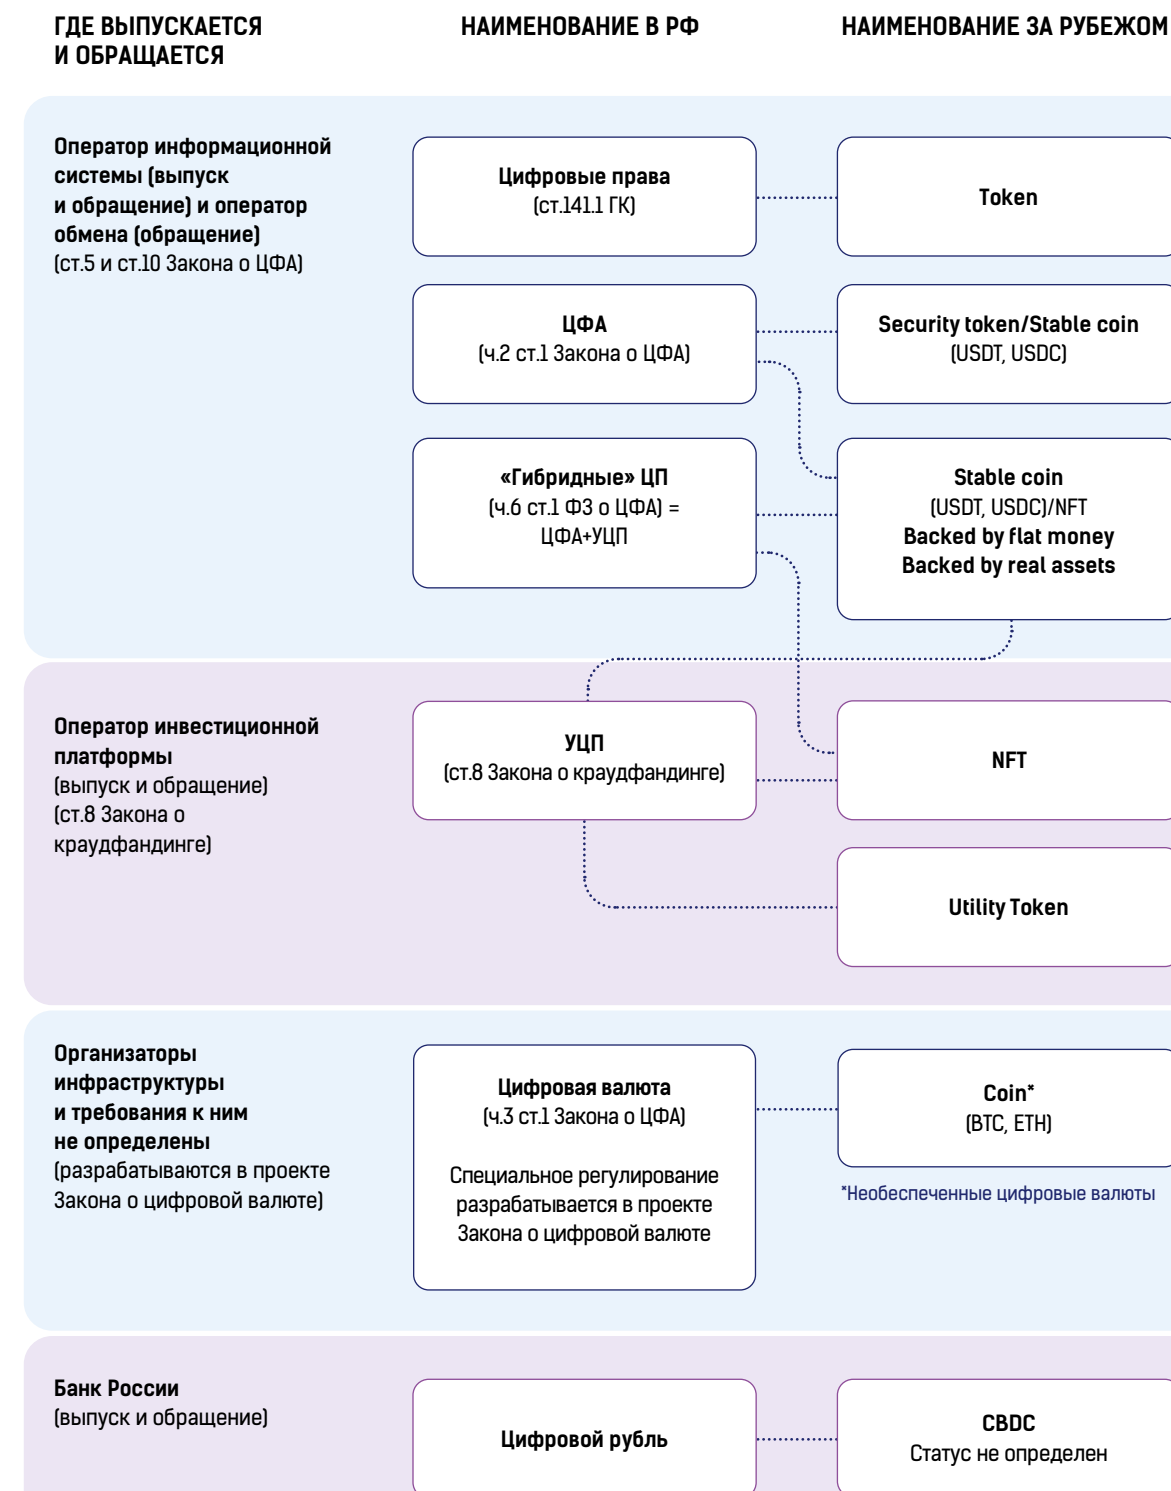 ГДЕ ВЫПУСКАЕТСЯ
И ОБРАЩАЕТСЯ
НАИМЕНОВАНИЕ В РФ
НАИМЕНОВАНИЕ ЗА РУБЕЖОМ
Оператор информационной
системы (выпуск
и обращение) и оператор
обмена (обращение)
(ст.5 и ст.10 Закона о ЦФА)
Цифровые права
(ст.141.1 ГК)
Token
ЦФА
(ч.2 ст.1 Закона о ЦФА)
Security token/Stable coin
(USDT, USDC)
«Гибридные» ЦП
(ч.6 ст.1 ФЗ о ЦФА) =
ЦФА+УЦП
Stable coin
(USDT, USDC)/NFT
Backed by flat money
Backed by real assets
Оператор инвестиционной
платформы
(выпуск и обращение)
(ст.8 Закона о
краудфандинге)
УЦП
(ст.8 Закона о краудфандинге)
NFT
Utility Token
Организаторы
инфраструктуры
и требования к ним
не определены
(разрабатываются в проекте
Закона о цифровой валюте)
Цифровая валюта
(ч.3 ст.1 Закона о ЦФА)
Специальное регулирование
разрабатывается в проекте
Закона о цифровой валюте
Coin*
(BTC, ETH)
*Необеспеченные цифровые валюты
Банк России
(выпуск и обращение)
Цифровой рубль
CBDC
Статус не определен